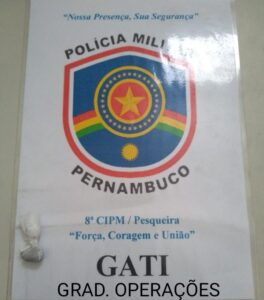 "Nossa Presença, Sua Segurança"
POLÍCIA MILI
PERNAMBUCO
8ª CIPM / Pesqueira
"Força, Coragem e União"
GATI
GRAD. OPERAÇÕES